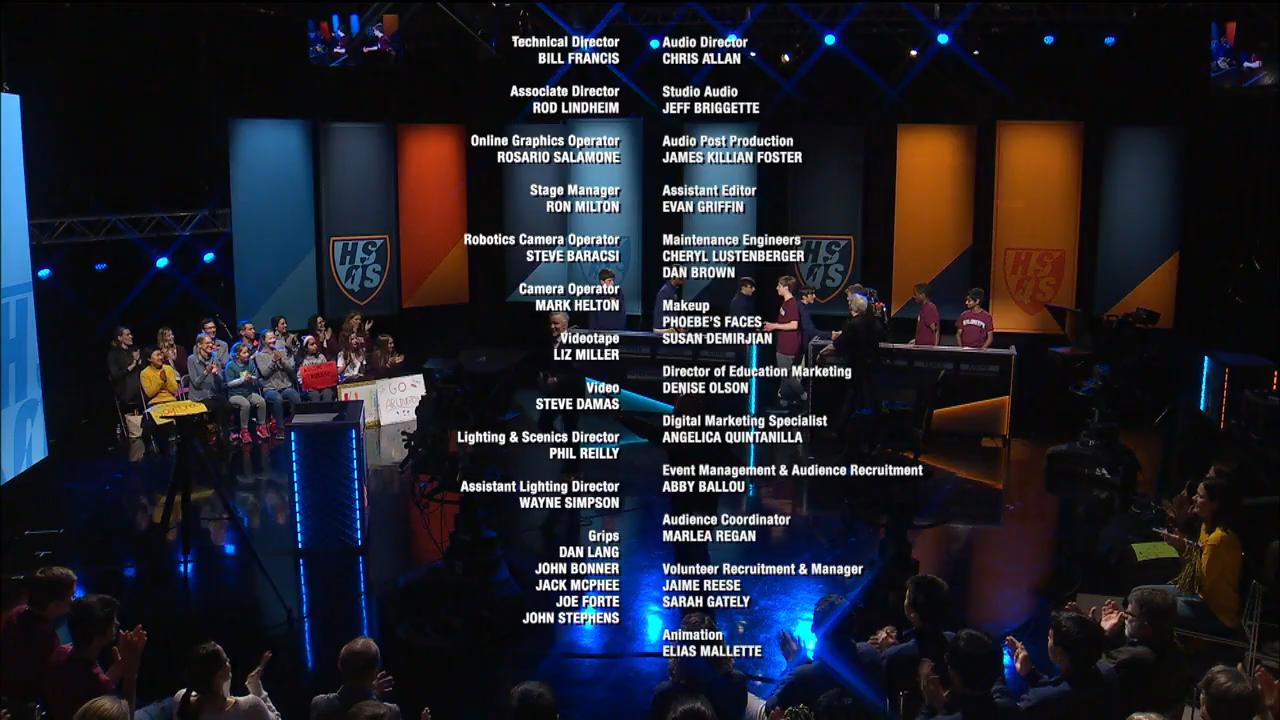 Technical Director
BILL FRANCIS
Associate Director
ROD LINDHEIM
Online Graphics Operator
ROSARIO SALAMONE
Stage Manager
RON MILTON
Robotics Camera Operator
STEVE BARACSI
Camera Operator
MARK HELTON
Videotape
LIZ MILLER
Video
STEVE DAMAS
Lighting & Scenics Director
PHIL REILLY
Assistant Lighting Director
WAYNE SIMPSON
Grips
DAN LANG
JOHN BONNER
JACK MCPHEE
JOE FORTE
JOHN STEPHENS
Audio Director
CHRIS ALLAN
Studio Audio
JEFF BRIGGETTE
Audio Post Production
JAMES KILLIAN FOSTER
Assistant Editor
EVAN GRIFFIN
Maintenance Engineers
CHERYL LUSTENBERGER
DAN BROWN
Makeup
PHOEBE'S FACES
SUSAN DEMIRJIAN
Director of Education Marketing
DENISE OLSON
Digital Marketing Specialist
ANGELICA QUINTANILLA
Event Management & Audience Recruitment
ABBY BALLOU
Audience Coordinator
MARLEA REGAN
Volunteer Recruitment & Manager
JAIME REESE
SARAH GATELY
Animation
ELIAS MALLETTE
HS
QS
HS
QS
HS
QS
GO